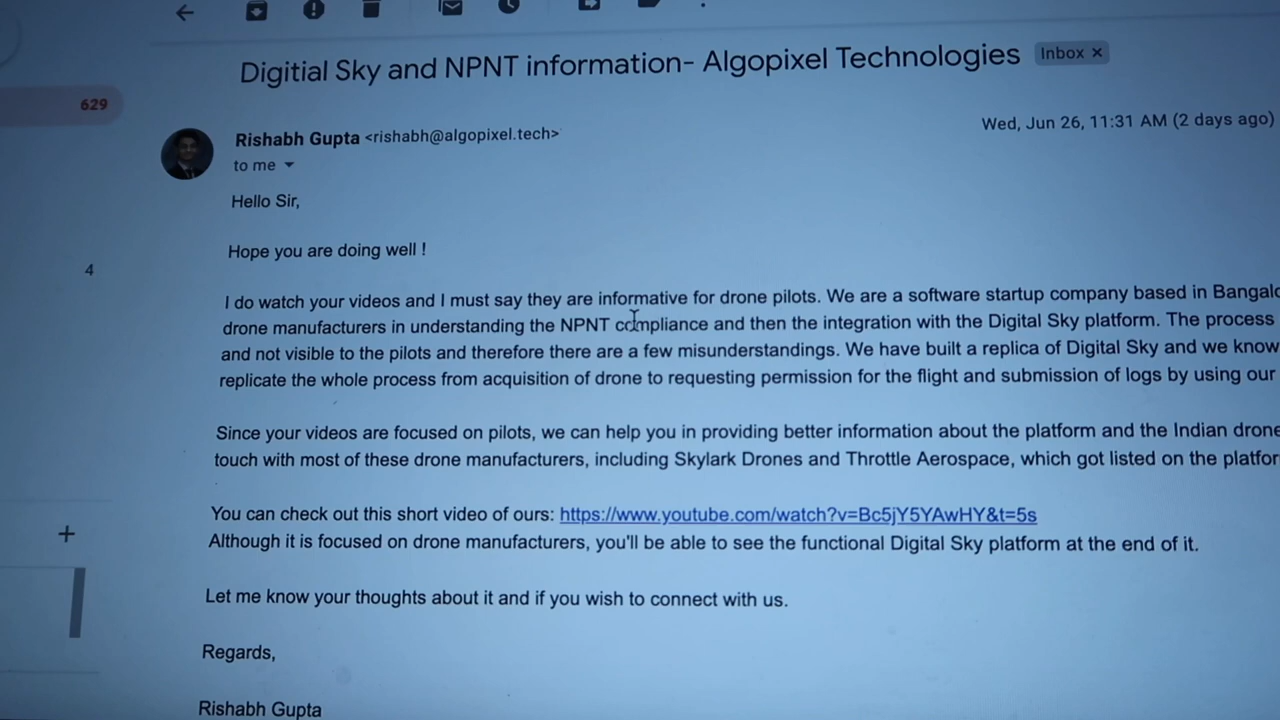 Digitial Sky and NPNT information- Algopixel Technologies Inbox ×
629
Rishabh Gupta <rishabh@algopixel.tech>
Wed, Jun 26, 11:31 AM (2 days ago)
to me
Hello Sir,
Hope you are doing well !
4
I do watch your videos and I must say they are informative for drone pilots. We are a software startup company based in
drone manufacturers in understanding the NPNT compliance and then the integration with the Digital Sky platform. The process
and not visible to the pilots and therefore there are a few misunderstandings. We have built a replica of Digital Sky and we know
replicate the whole process from acquisition of drone to requesting permission for the flight and submission of logs by using our
Since your videos are focused on pilots, we can help you in providing better information about the platform and the Indian drone
touch with most of these drone manufacturers, including Skylark Drones and Throttle Aerospace, which got listed on the
You can check out this short video of ours: https://www.youtube.com/watch?v=Bc5jY5YAwHY&t=5s
Although it is focused on drone manufacturers, you'll be able to see the functional Digital Sky platform at the end of it.
Let me know your thoughts about it and if you wish to connect with us.
Regards,
Rishabh Gupta